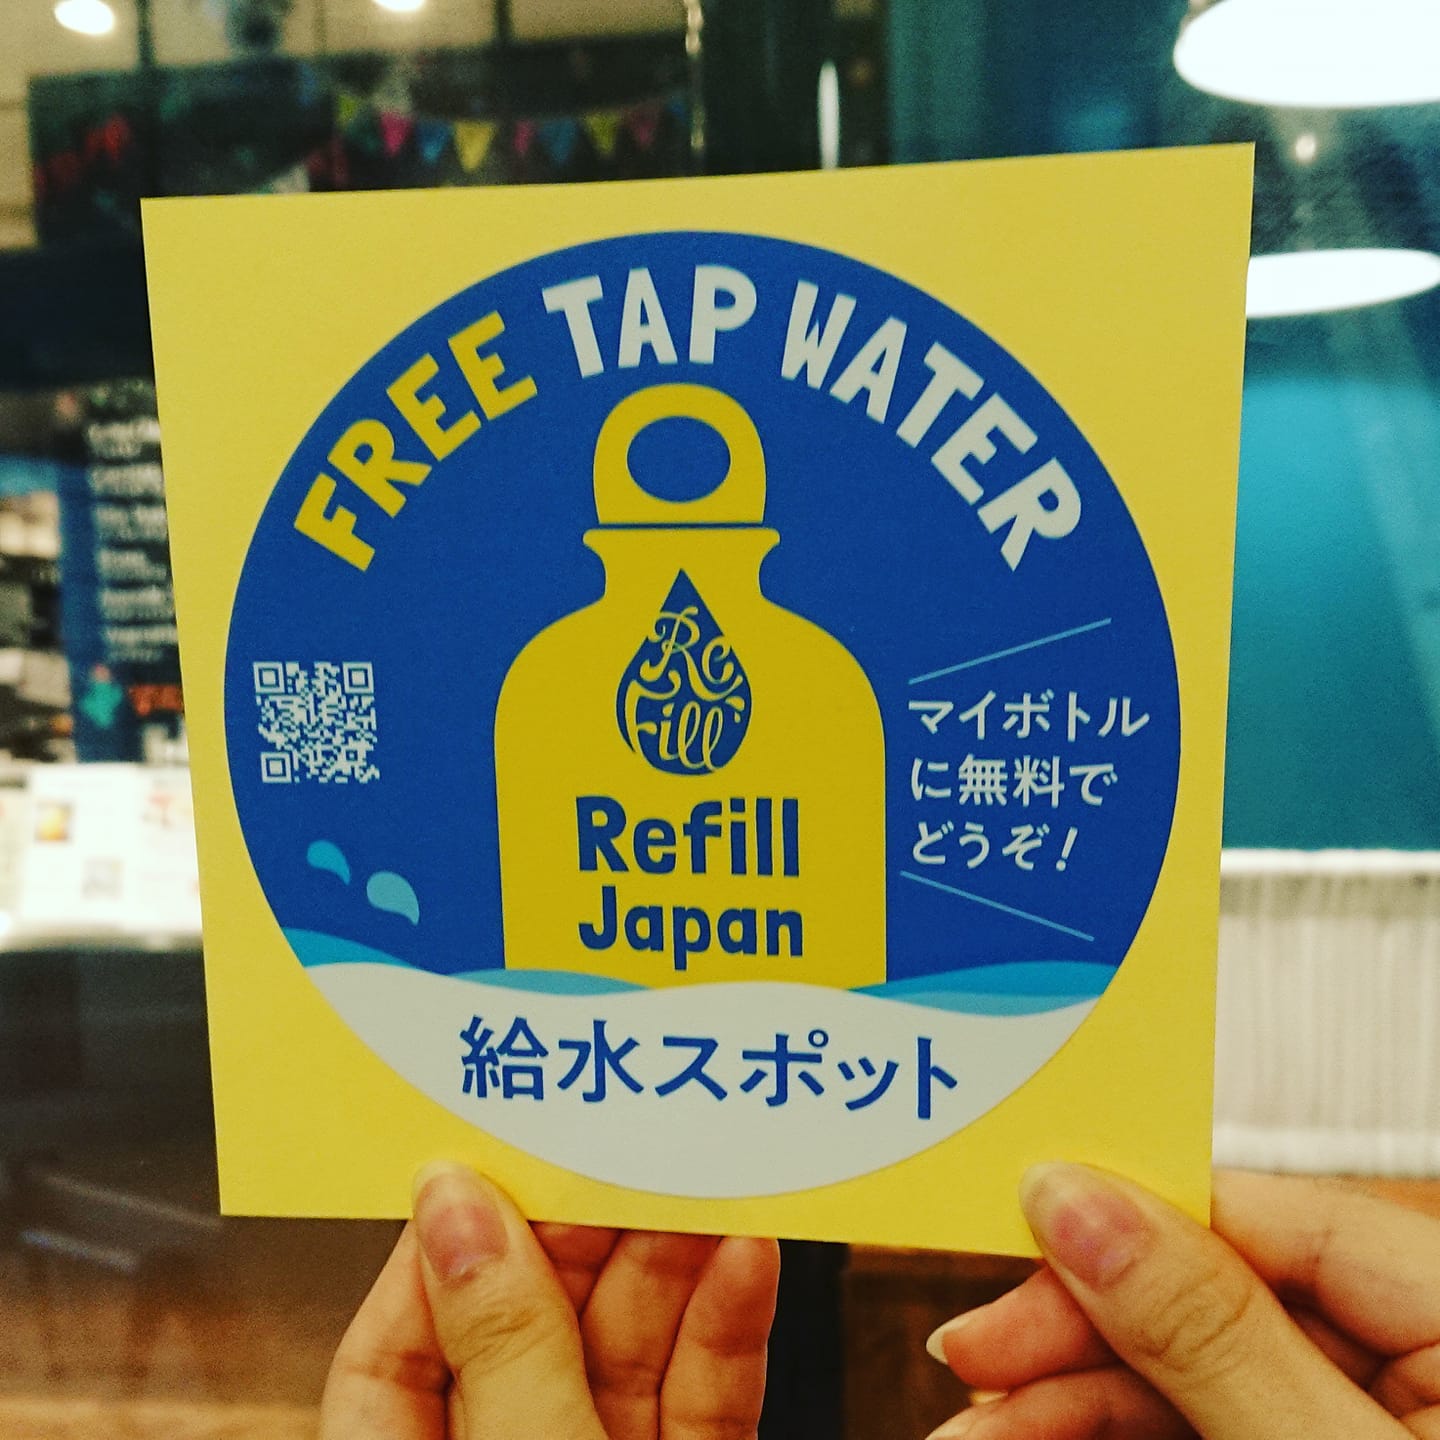 FREE TAP WATER
Re
fill
Refill
Japan
マイボトル
に無料で
どうぞ!
給水スポット